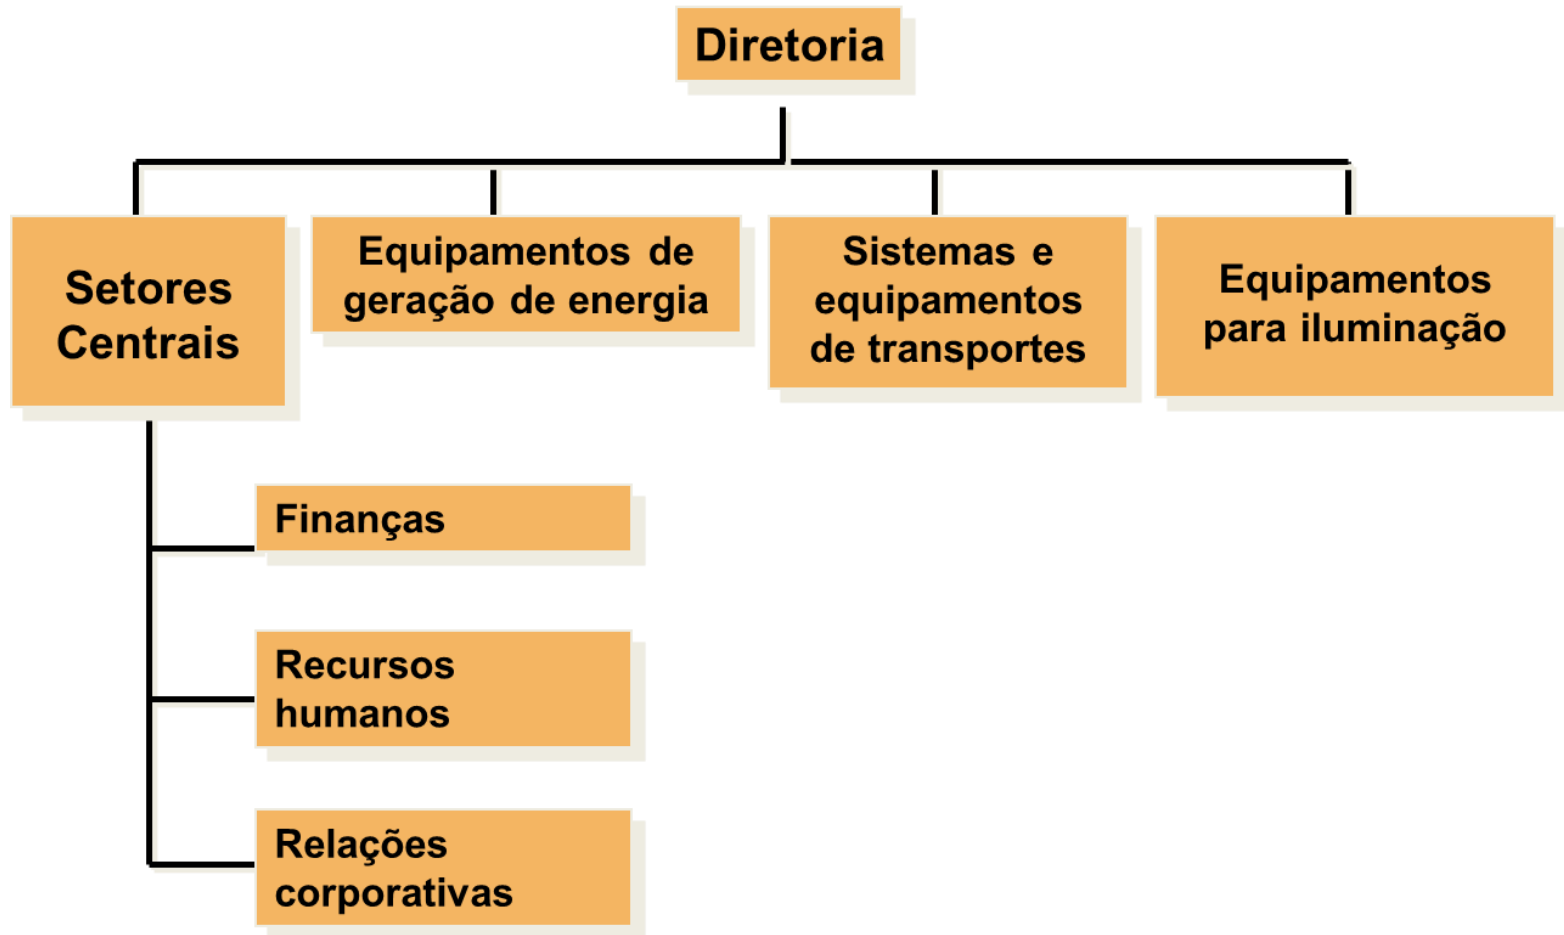 Diretoria
Setores
Centrais
Equipamentos de
geração de energia
Sistemas e
equipamentos
de transportes
Equipamentos
para iluminação
Finanças
Recursos
humanos
Relações
corporativas